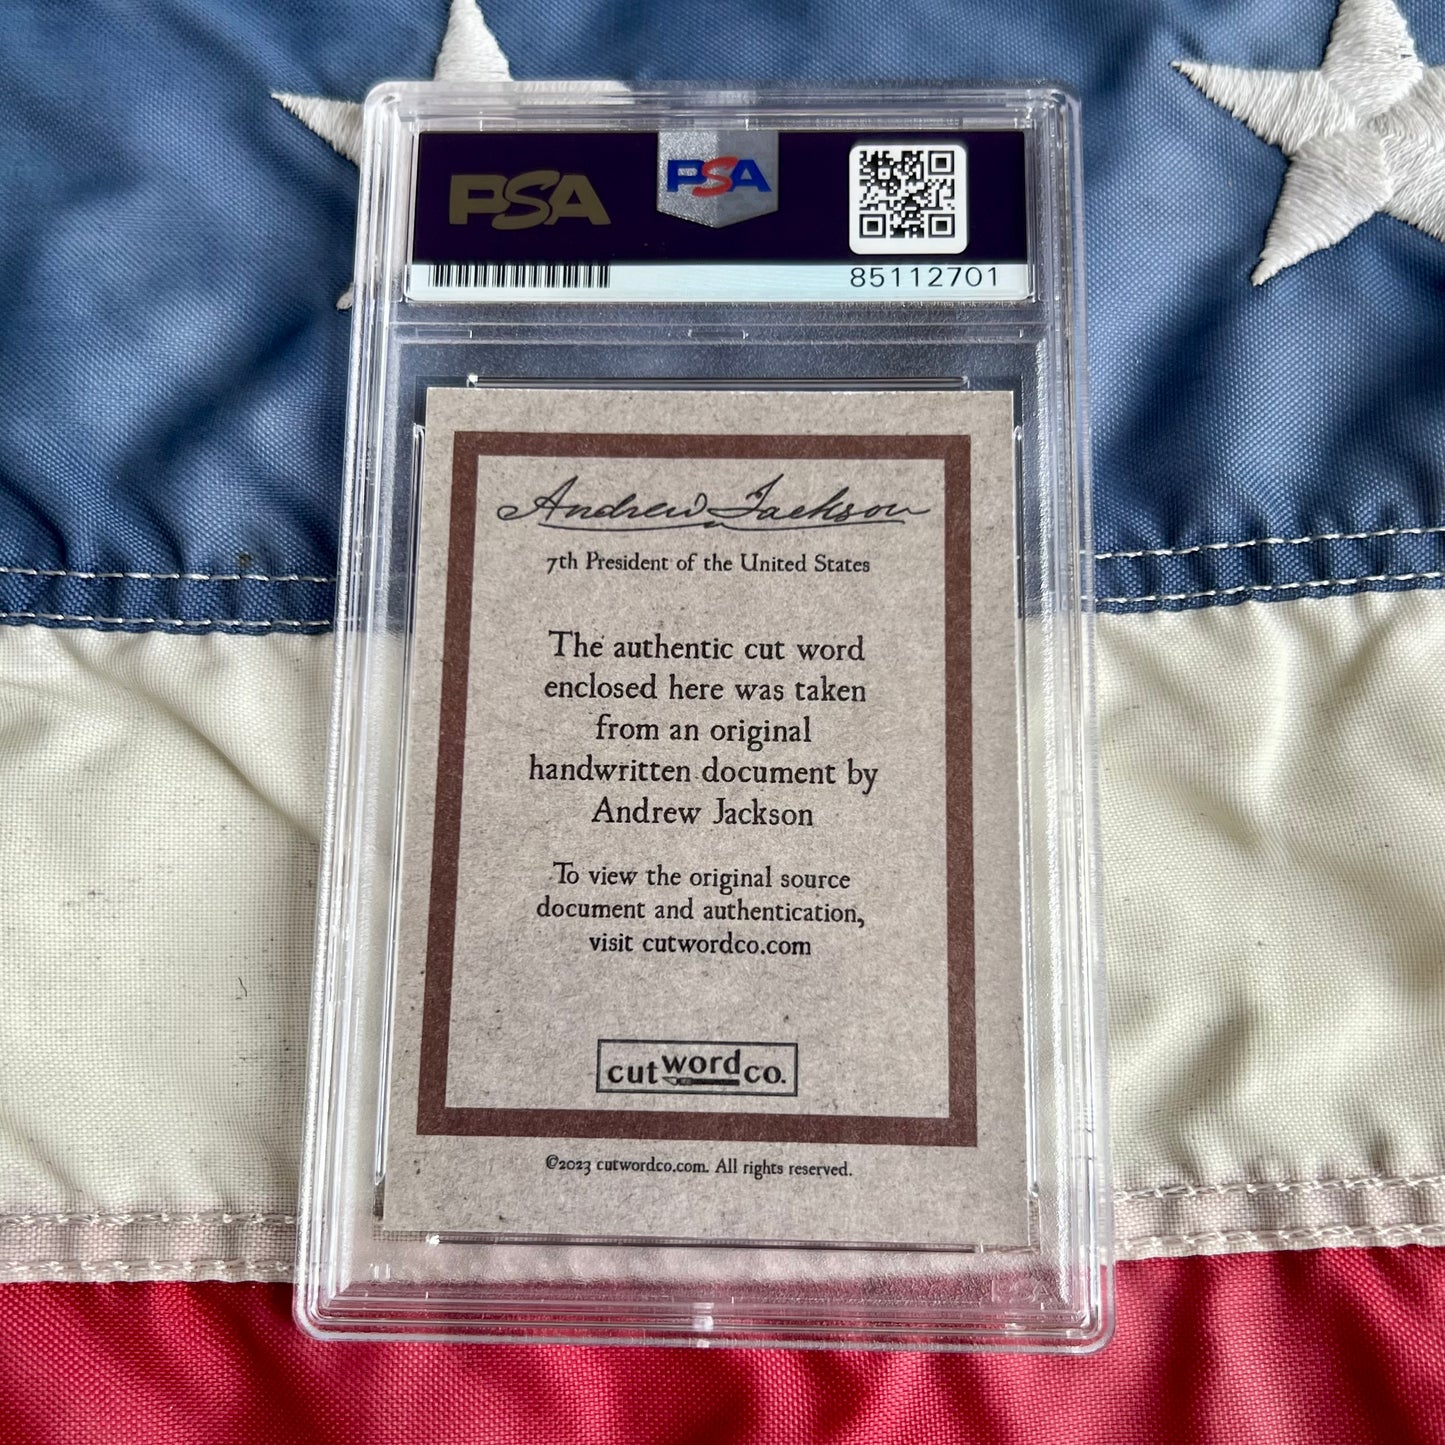 PSA
PSA
85112701
Andrew Jackson
7th President of the United States
The authentic cut word
enclosed here was taken
from an original
handwritten document by
Andrew Jackson
To view the original source
document and authentication,
visit cutwordco.com
cut word co.
©2023 cutwordco.com. All rights reserved.